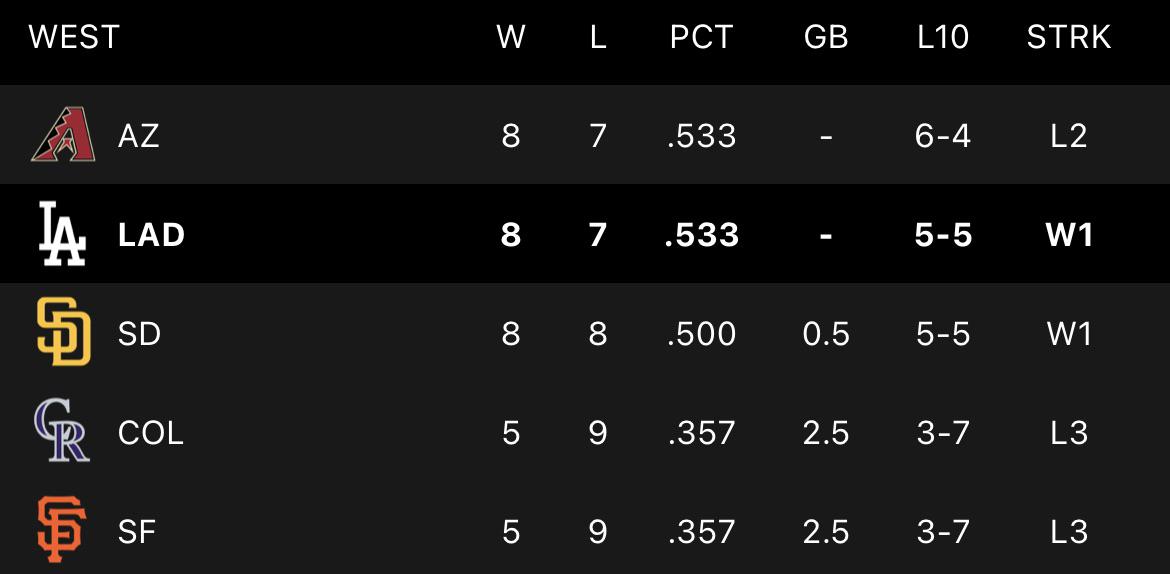 WEST W L PCT GB L10 STRK
AZ 8 7 .533 - 6-4 L2
LAD 8 7 .533 - 5-5 W1
SD 8 8 .500 0.5 5-5 W1
COL 5 9 .357 2.5 3-7 L3
SF 5 9 .357 2.5 3-7 L3